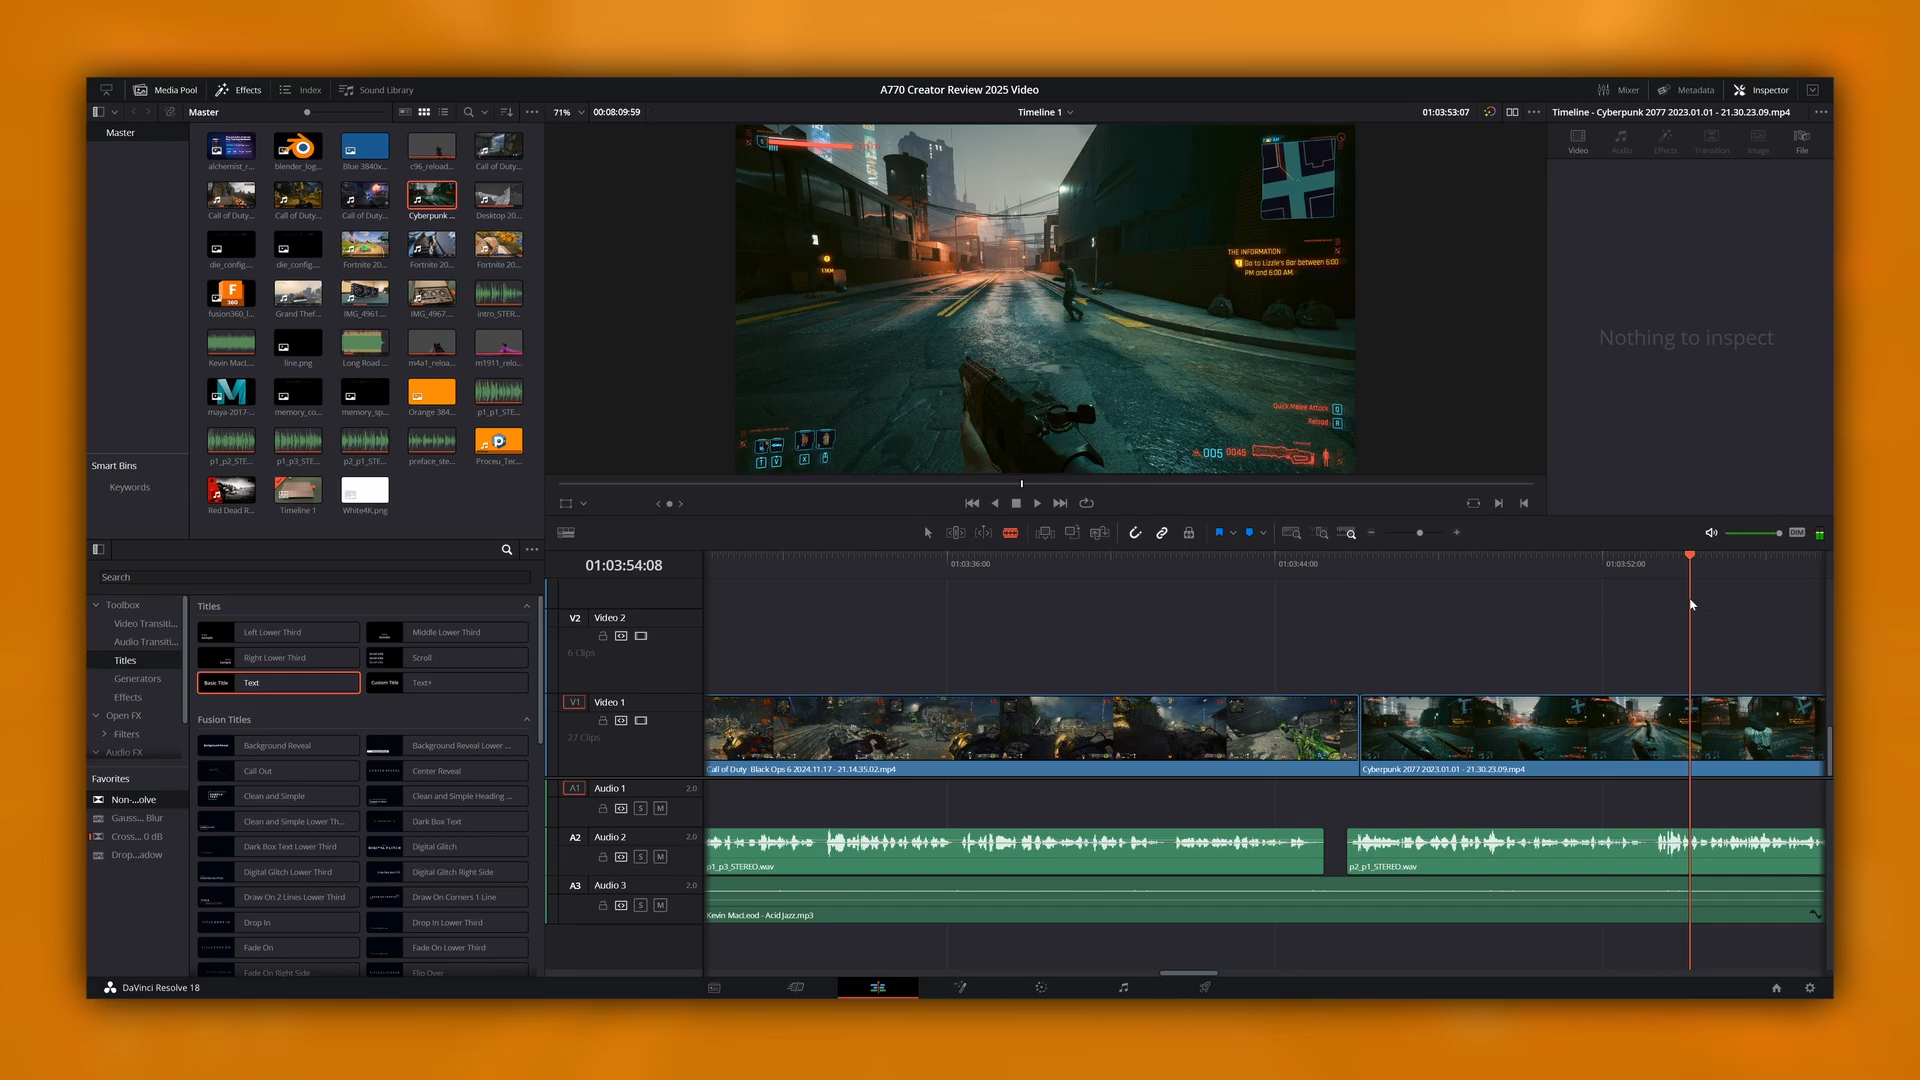 Media Pool Effects Index Sound Library
A770 Creator Review 2025 Video
Mixer Metadata Inspector
Master
71% 00:08:09:59
Timeline 1
01:03:53:07
Timeline - Cyberpunk 2077 2023.01.01 - 21.30.23.09.mp4
Master
Video Audio Effects Transition Image File
alchemist_r... blender_log... Blue 3840x... c96_reload... Call of Duty...
Call of Duty... Call of Duty... Call of Duty... Cyberpunk ... Desktop 20...
die_config.... die_config.... Fortnite 20... Fortnite 20... Fortnite 20...
fusion360_l... Grand Thef... IMG_4961.... IMG_4967.... intro_STER...
Kevin MacL... line.png Long Road ... m4a1_reloa... m1911_relo...
maya-2017-... memory_co... memory_sp... Orange 384... p1_p1_STE...
p1_p2_STE... p1_p3_STE... p2_p1_STE... preface_ste... Proceu_Tec...
Red Dead R... Timeline 1 White4K.png
Smart Bins
Keywords
THE INFORMATION
Go to Lizzie's Bar between 6:00
PM and 6:00 AM.
Quick Melee Attack Q
Reload R
005 0045
T V X
Nothing to inspect
DIM
Search
Toolbox
Video Transiti...
Audio Transiti...
Titles
Generators
Effects
Open FX
Filters
Audio FX
Favorites
Non-...olve
Gauss... Blur
Cross... 0 dB
Drop...adow
Titles
Left Lower Third
Middle Lower Third
Right Lower Third
Scroll
Basic Title Text
Custom Title Text+
Fusion Titles
Background Reveal
Background Reveal Lower ...
Call Out
Center Reveal
Clean and Simple
Clean and Simple Heading ...
Clean and Simple Lower Th...
Dark Box Text
Dark Box Text Lower Third
Digital Glitch
Digital Glitch Lower Third
Digital Glitch Right Side
Draw On 2 Lines Lower Third
Draw On Corners 1 Line
Drop In
Drop In Lower Third
Fade On
Fade On Lower Third
Fade On Right Side
Flip Over
01:03:54:08
01:03:36:00 01:03:44:00 01:03:52:00
V2 Video 2
6 Clips
V1 Video 1
27 Clips
Call of Duty Black Ops 6 2024.11.17 - 21.14.35.02.mp4
Cyberpunk 2077 2023.01.01 - 21.30.23.09.mp4
A1 Audio 1 2.0
S M
A2 Audio 2 2.0
S M
p1_p3_STEREO.wav
p2_p1_STEREO.wav
A3 Audio 3 2.0
S M
Kevin MacLeod - Acid Jazz.mp3
DaVinci Resolve 18